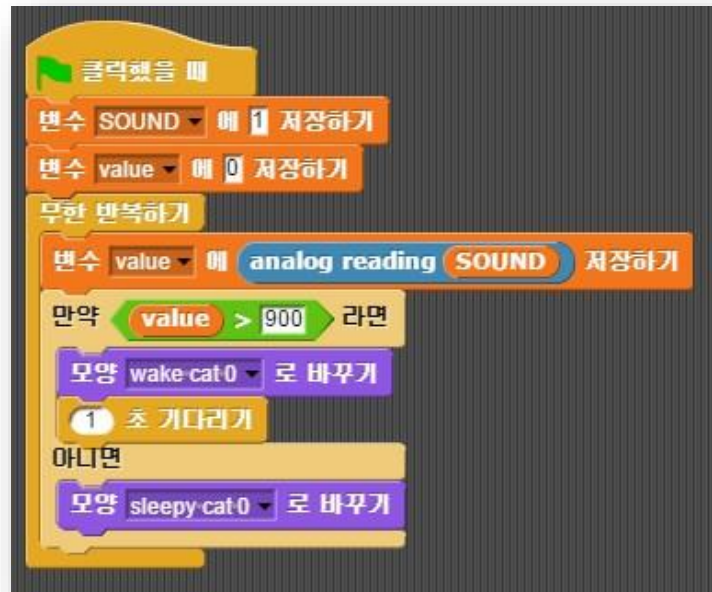 클릭했을 때
변수 SOUND 에 1 저장하기
변수 value 에 0 저장하기
무한 반복하기
변수 value 에 analog reading SOUND 저장하기
만약 value > 900 라면
모양 wake cat 0 로 바꾸기
1 초 기다리기
아니면
모양 sleepy cat 0 로 바꾸기